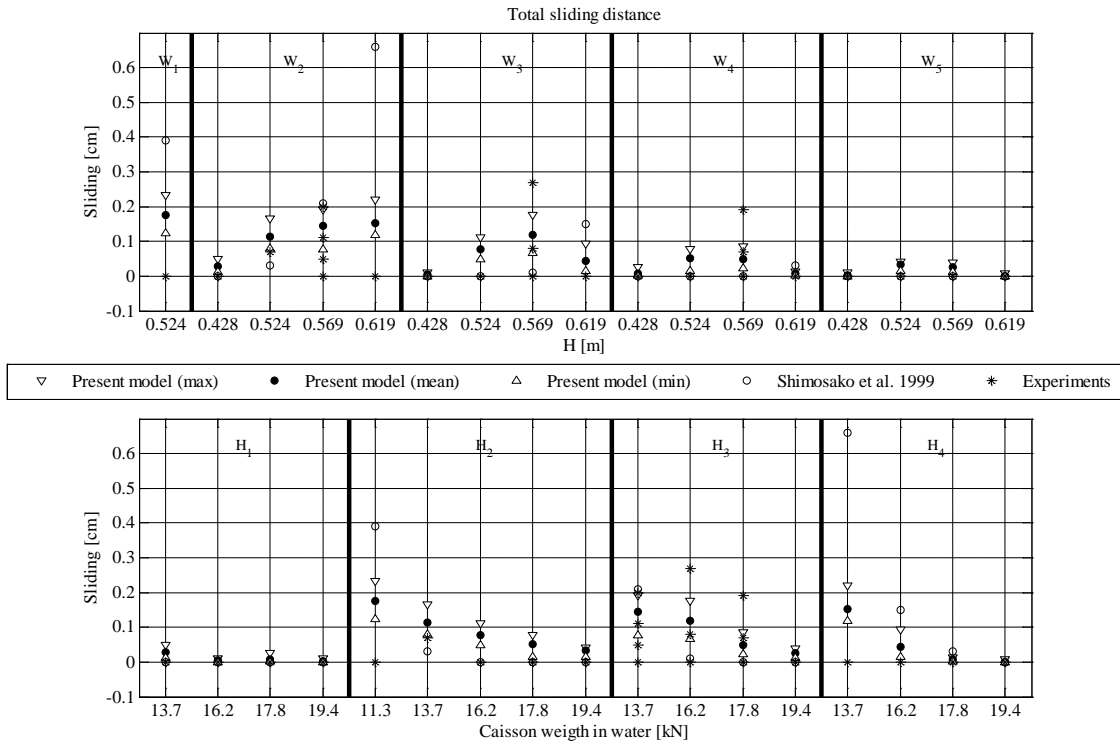 Total sliding distance
W1 W2 W3 W4 W5
0.6
0.5
0.4
0.3
0.2
0.1
0
-0.1
Sliding [cm]
0.524 0.428 0.524 0.569 0.619 0.428 0.524 0.569 0.619 0.428 0.524 0.569 0.619 0.428 0.524 0.569 0.619
H [m]
Present model (max) Present model (mean) Present model (min) Shimosako et al. 1999 Experiments
H1 H2 H3 H4
0.6
0.5
0.4
0.3
0.2
0.1
0
-0.1
Sliding [cm]
13.7 16.2 17.8 19.4 11.3 13.7 16.2 17.8 19.4 13.7 16.2 17.8 19.4 13.7 16.2 17.8 19.4
Caisson weigth in water [kN]